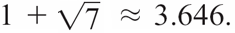 1 + √7 ≈ 3.646.